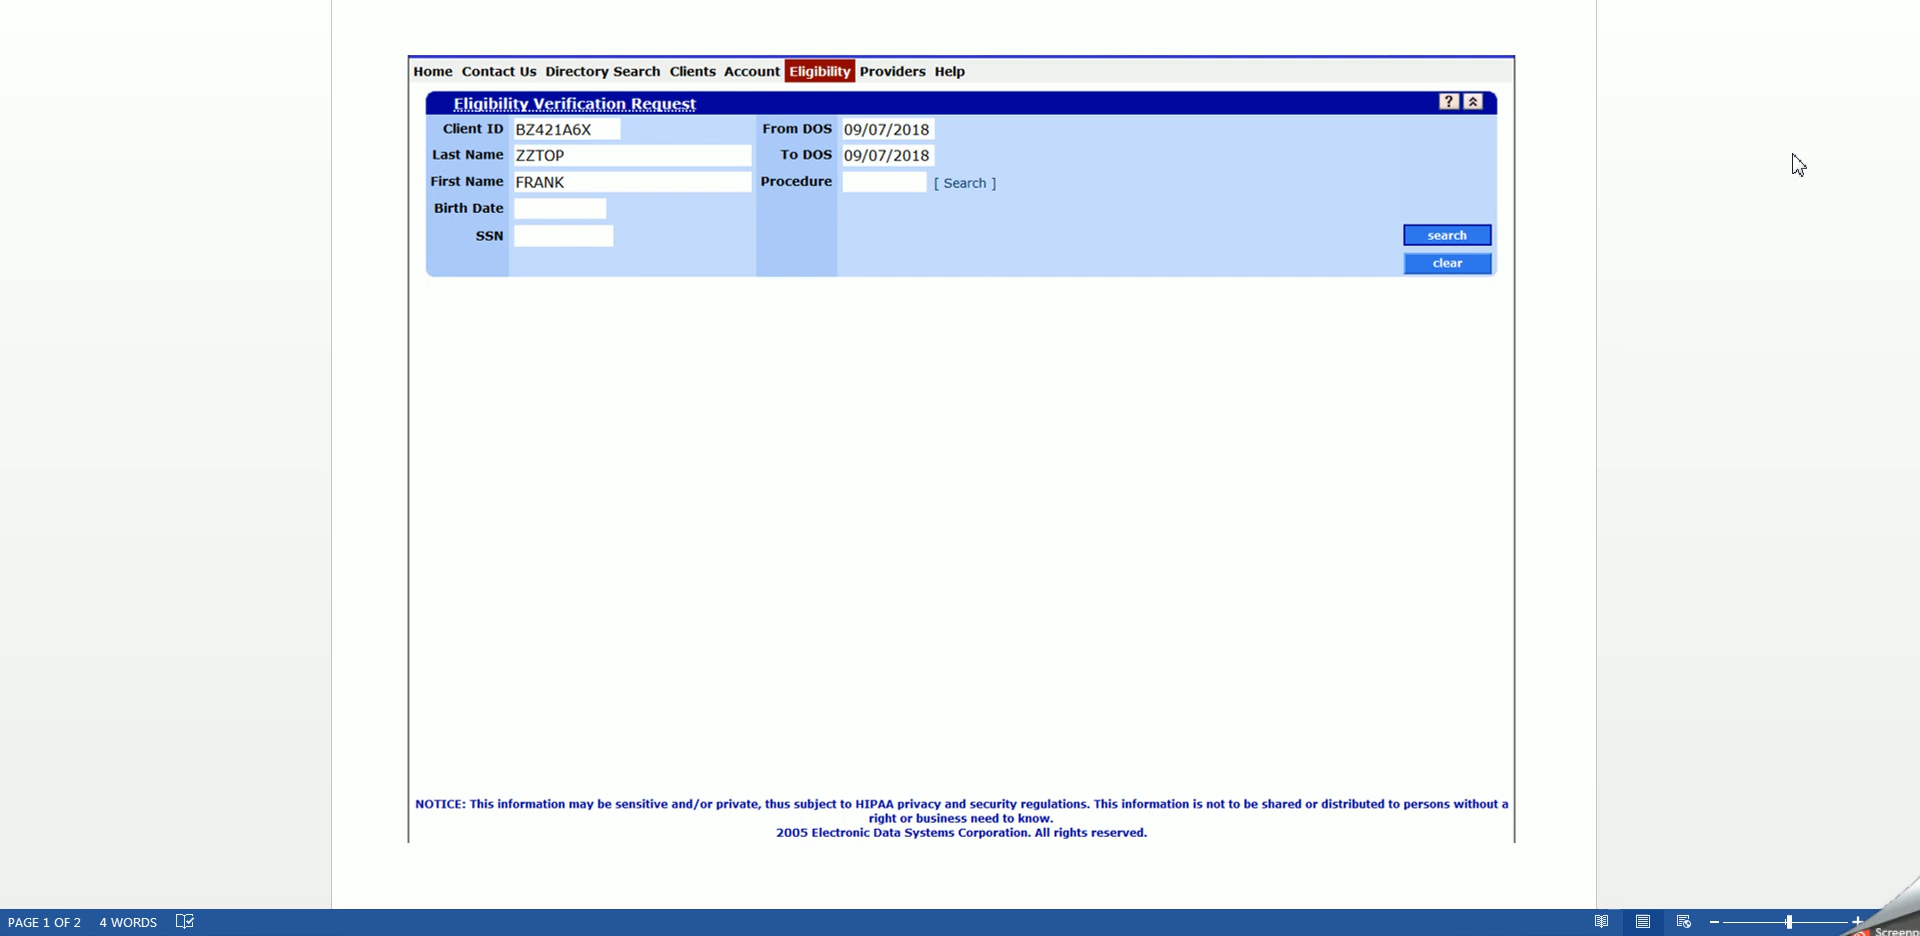 Home Contact Us Directory Search Clients Account Eligibility Providers Help
Eligibility Verification Request ?
Client ID BZ421A6X From DOS 09/07/2018
Last Name ZZTOP To DOS 09/07/2018
First Name FRANK Procedure [ Search ]
Birth Date
SSN search
clear
NOTICE: This information may be sensitive and/or private, thus subject to HIPAA privacy and security regulations. This information is not to be shared or distributed to persons without a
right or business need to know.
2005 Electronic Data Systems Corporation. All rights reserved.
PAGE 1 OF 2 4 WORDS